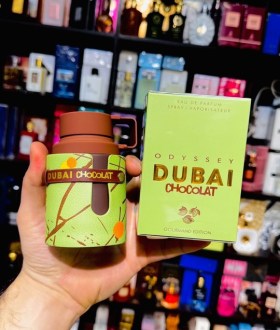 DUBAI CHOCOLAT
EAU DE PARFUM
ODYSSEY
DUBAI
CHOCOLAT